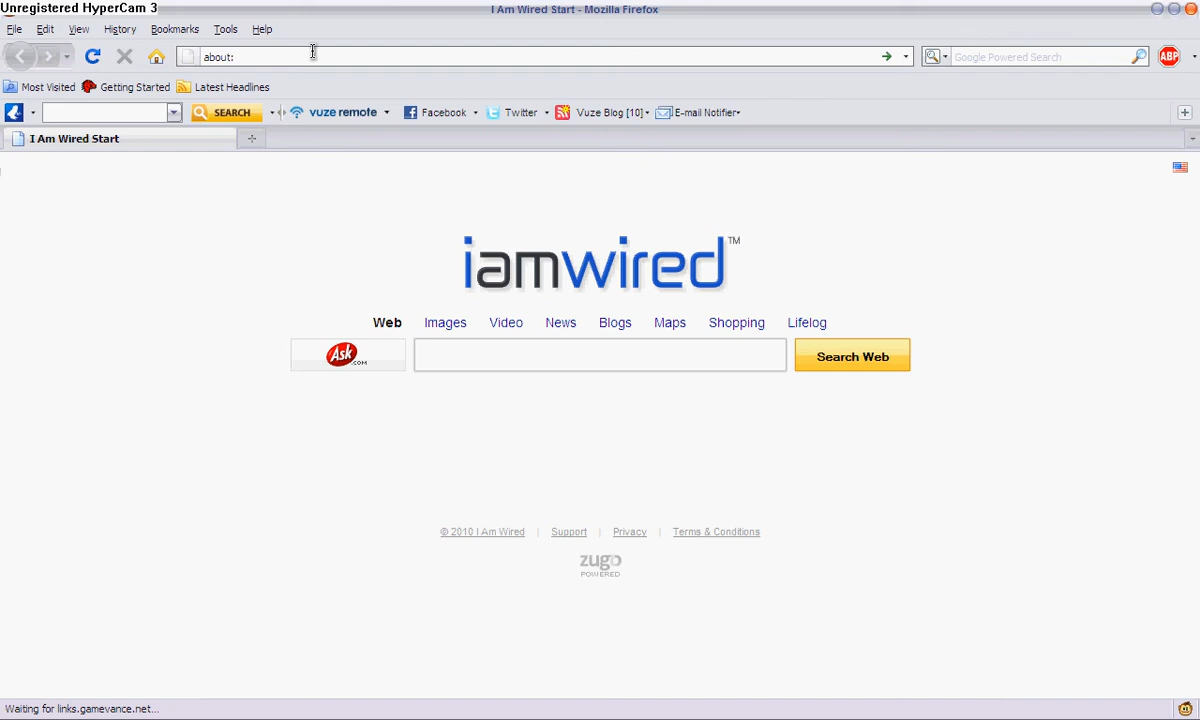 Unregistered HyperCam 3
I Am Wired Start - Mozilla Firefox
File Edit View History Bookmarks Tools Help
about:
Google Powered Search
ABP
Most Visited Getting Started Latest Headlines
SEARCH vuze remote Facebook Twitter Vuze Blog [10] E-mail Notifier
I Am Wired Start
iamwired TM
Web Images Video News Blogs Maps Shopping Lifelog
Ask.COM Search Web
© 2010 I Am Wired | Support | Privacy | Terms & Conditions
zugo
POWERED
Waiting for links.gamevance.net...